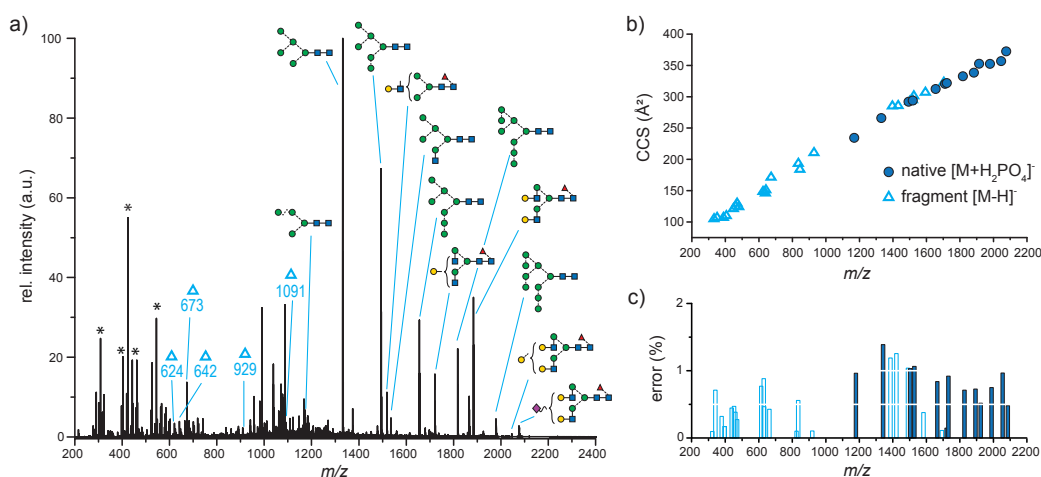 a)
rel. intensity (a.u.)
100
80
60
40
20
0
* * * * *
673
624
642
929
1091
200 400 600 800 1000 1200 1400 1600 1800 2000 2200 2400
m/z
b)
CCS (Å²)
400
350
300
250
200
150
100
native [M+H₂PO₄]⁻
fragment [M-H]⁻
200 400 600 800 1000 1200 1400 1600 1800 2000 2200
m/z
c)
error (%)
2
1
0
200 400 600 800 1000 1200 1400 1600 1800 2000 2200
m/z